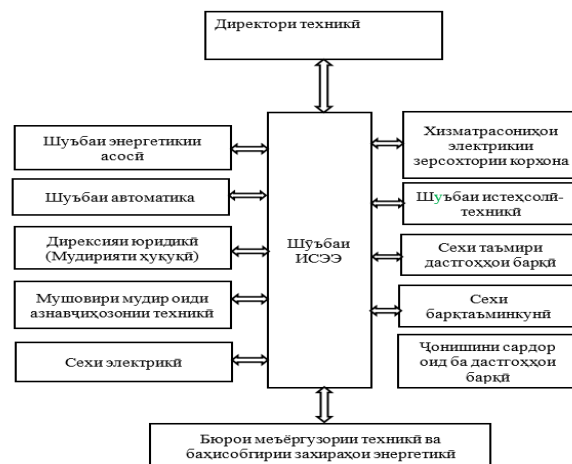 Директори техникӣ
Шуъбаи энергетикии
асосӣ
Шуъбаи автоматика
Дирексияи юридикӣ
(Мудирияти ҳуқуқӣ)
Мушовири мудир оиди
азнавҷиҳозонии техникӣ
Сехи электрикӣ
Шӯъбаи
ИСЭЭ
Хизматрасониҳои
электрикии
зерсохтории корхона
Шуъбаи истеҳсолӣ-
техникӣ
Сехи таъмири
дастгоҳҳои барқӣ
Сехи
барқтаъминкунӣ
Ҷонишини сардор
оид ба дастгоҳҳои
барқӣ
Бюрои меъёргузории техникӣ ва
баҳисобгирии захираҳои энергетикӣ